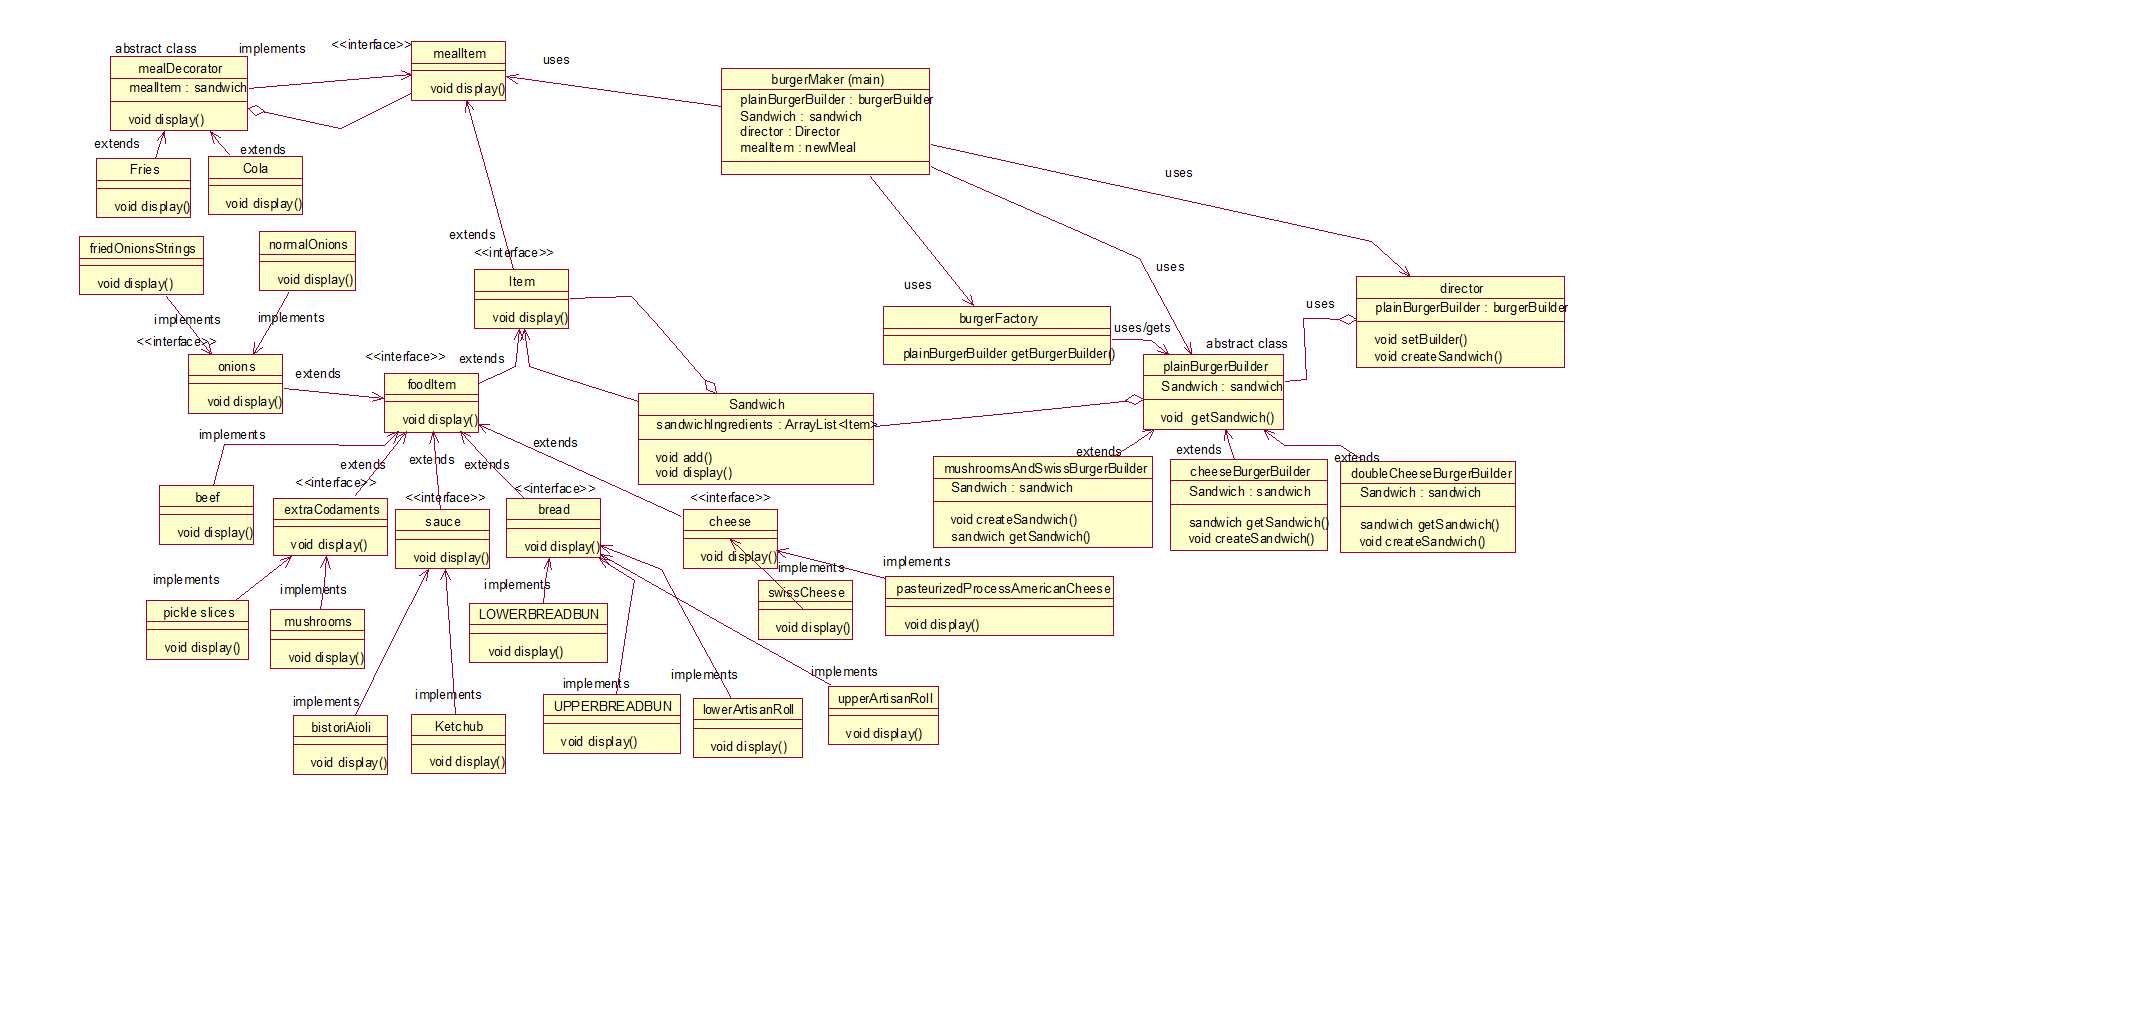 abstract class
implements
<<interface>>
mealDecorator
mealItem : sandwich
void display()
mealItem
void display()
uses
burgerMaker (main)
plainBurgerBuilder : burgerBuilder
Sandwich : sandwich
director : Director
mealItem : newMeal
extends
extends
Fries
void display()
Cola
void display()
uses
friedOnionsStrings
void display()
normalOnions
void display()
extends
<<interface>>
Item
void display()
uses
uses
uses
director
plainBurgerBuilder : burgerBuilder
void setBuilder()
void createSandwich()
burgerFactory
plainBurgerBuilder getBurgerBuilder()
uses/gets
abstract class
plainBurgerBuilder
Sandwich : sandwich
void  getSandwich()
implements
implements
<<interface>>
onions
void display()
extends
<<interface>>
extends
foodItem
void display()
Sandwich
sandwichIngredients : ArrayList<Item>
void add()
void display()
implements
extends
extends
extends
extends
extends
extends
extends
mushroomsAndSwissBurgerBuilder
Sandwich : sandwich
void createSandwich()
sandwich getSandwich()
cheeseBurgerBuilder
Sandwich : sandwich
sandwich getSandwich()
void createSandwich()
doubleCheeseBurgerBuilder
Sandwich : sandwich
sandwich getSandwich()
void createSandwich()
beef
void display()
<<interface>>
extraCodaments
void display()
<<interface>>
sauce
void display()
<<interface>>
bread
void display()
<<interface>>
cheese
void display()
implements
implements
implements
implements
implements
pickle slices
void display()
mushrooms
void display()
LOWERBREADBUN
void display()
swissCheese
void display()
pasteurizedProcessAmericanCheese
void display()
implements
implements
implements
implements
implements
bistoriAioli
void display()
Ketchub
void display()
UPPERBREADBUN
void display()
lowerArtisanRoll
void display()
upperArtisanRoll
void display()